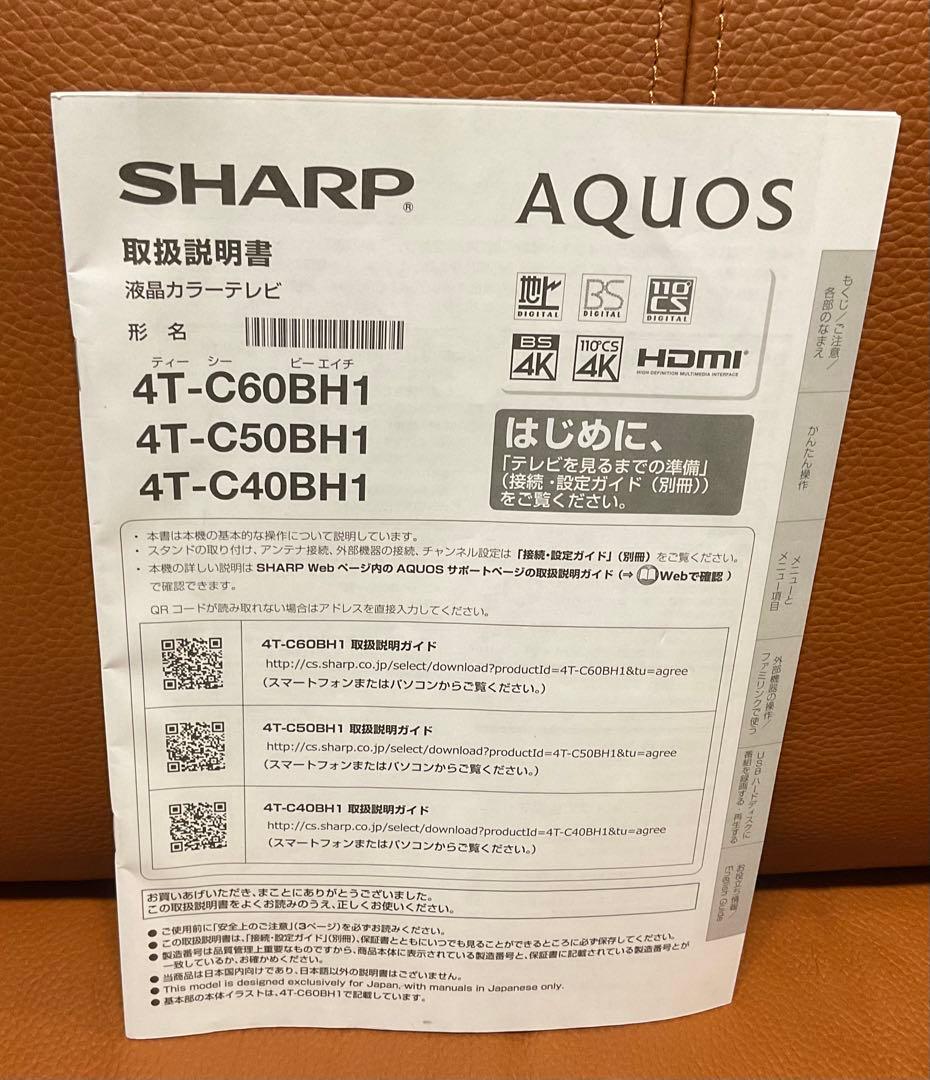 SHARP®
AQUOS
取扱説明書
液晶カラーテレビ
形 名
ティー シー ビーエイチ
4T-C60BH1
4T-C50BH1
4T-C40BH1
地上 DIGITAL
BS DIGITAL
110°CS DIGITAL
BS 4K
110°CS 4K
HDMI®
HIGH-DEFINITION MULTIMEDIA INTERFACE
はじめに、
「テレビを見るまでの準備」
(接続・設定ガイド(別冊))
をご覧ください。
・ 本書は本機の基本的な操作について説明しています。
・ スタンドの取り付け、アンテナ接続、外部機器の接続、チャンネル設定は「接続・設定ガイド」(別冊)をご覧ください。
・ 本機の詳しい説明は SHARP Web ページ内の AQUOS サポートページの取扱説明ガイド(⇒ Webで確認 )
で確認できます。
QR コードが読み取れない場合はアドレスを直接入力してください。
4T-C60BH1 取扱説明ガイド
http://cs.sharp.co.jp/select/download?productId=4T-C60BH1&tu=agree
(スマートフォンまたはパソコンからご覧ください。)
4T-C50BH1 取扱説明ガイド
http://cs.sharp.co.jp/select/download?productId=4T-C50BH1&tu=agree
(スマートフォンまたはパソコンからご覧ください。)
4T-C40BH1 取扱説明ガイド
http://cs.sharp.co.jp/select/download?productId=4T-C40BH1&tu=agree
(スマートフォンまたはパソコンからご覧ください。)
お買いあげいただき、まことにありがとうございました。
この取扱説明書をよくお読みのうえ、正しくお使いください。
● ご使用前に「安全上のご注意」(3ページ)を必ずお読みください。
● この取扱説明書は、「接続・設定ガイド」(別冊)、保証書とともにいつでも見ることができるところに必ず保存してください。
● 製造番号は品質管理上重要なものですから、商品本体に表示されている製造番号と、保証書に記載されている製造番号とが
一致しているか、お確かめください。
● 当商品は日本国内向けであり、日本語以外の説明書はございません。
● This model is designed exclusively for Japan, with manuals in Japanese only.
● 基本部の本体イラストは、4T-C60BH1で記載しています。
もくじ/ご注意/
各部のなまえ
かんたん操作
メニューと
メニュー項目
外部機器の操作/
ファミリンクで使う
USBハードディスクに
番組を録画する・再生する
お役立ち情報/
English Guide